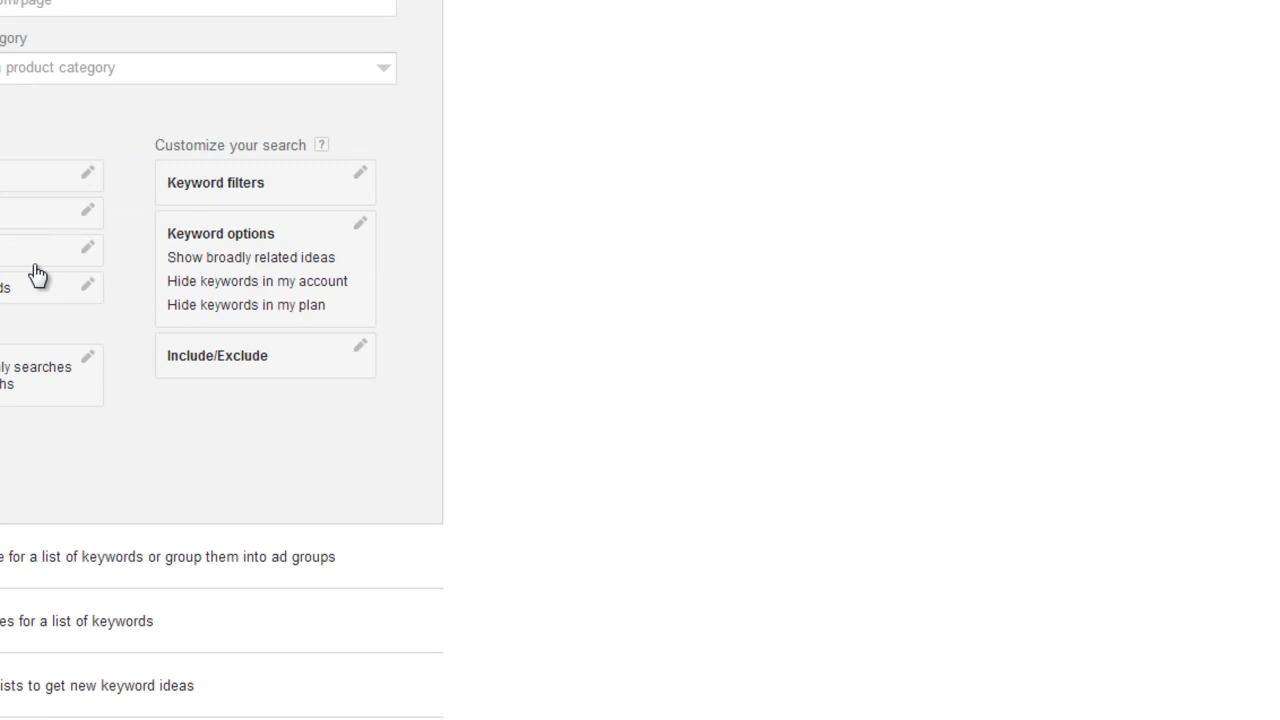 om/page
gory
product category
Customize your search ?
Keyword filters
Keyword options
Show broadly related ideas
Hide keywords in my account
ds
Hide keywords in my plan
Include/Exclude
ly searches
hs
e for a list of keywords or group them into ad groups
es for a list of keywords
ists to get new keyword ideas